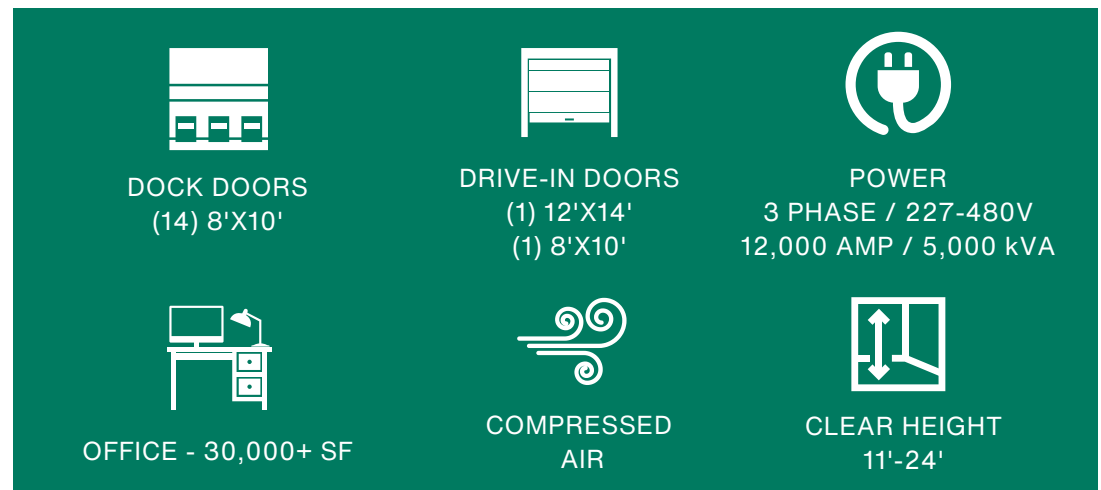 DOCK DOORS
(14) 8'X10'
DRIVE-IN DOORS
(1) 12'X14'
(1) 8'X10'
POWER
3 PHASE / 227-480V
12,000 AMP / 5,000 kVA
OFFICE - 30,000+ SF
COMPRESSED
AIR
CLEAR HEIGHT
11'-24'